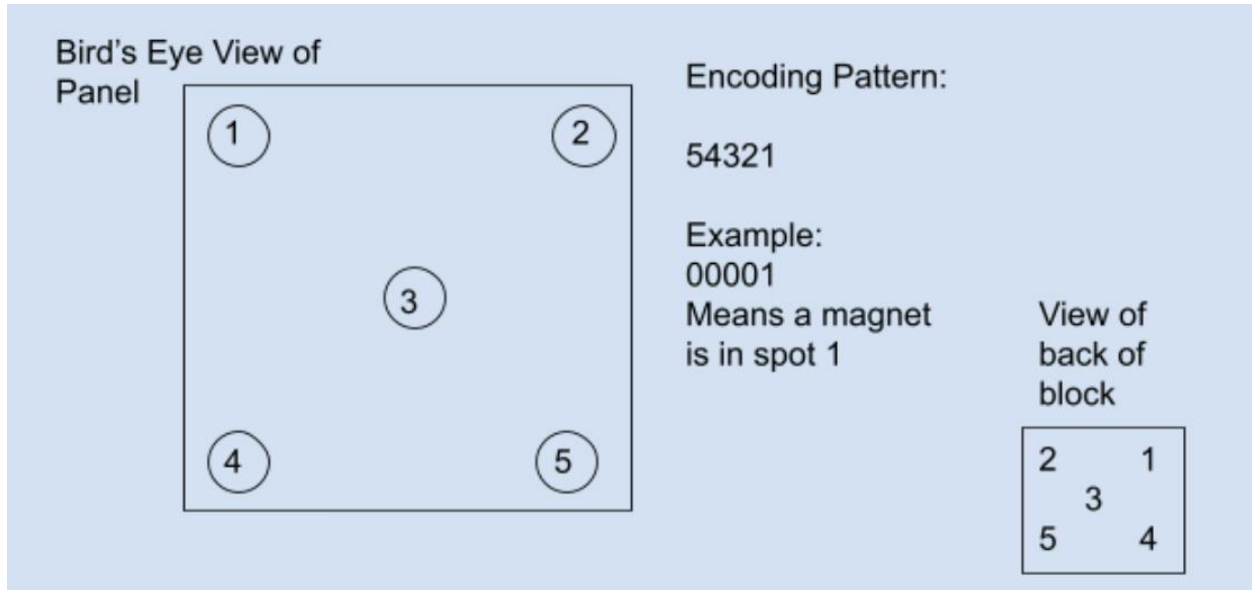 Bird's Eye View of
Panel
1
2
3
4
5
Encoding Pattern:
54321
Example:
00001
Means a magnet
is in spot 1
View of
back of
block
2 1
3
5 4